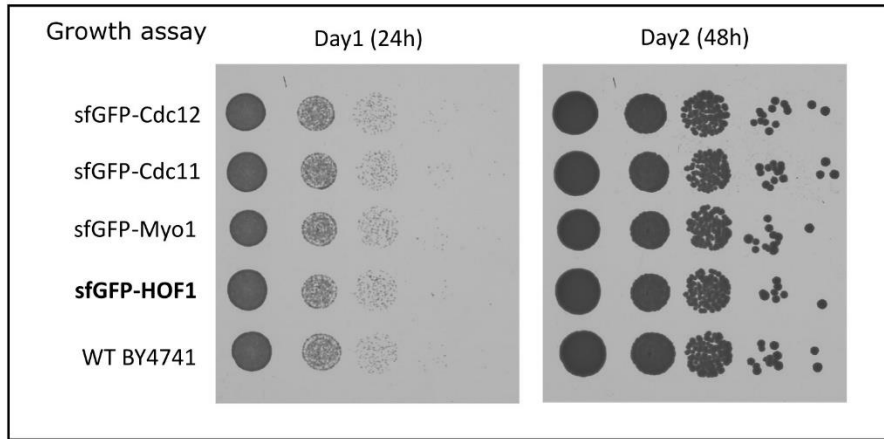 Growth assay
Day1 (24h)
Day2 (48h)
sfGFP-Cdc12
sfGFP-Cdc11
sfGFP-Myo1
sfGFP-HOF1
WT BY4741